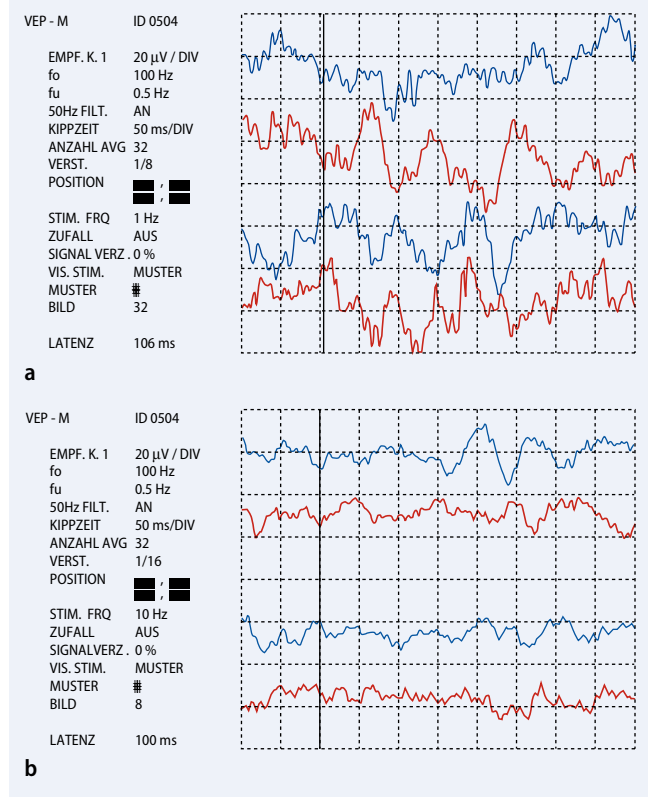 VEP - M ID 0504
EMPF. K. 1 20 µV / DIV
fo 100 Hz
fu 0.5 Hz
50Hz FILT. AN
KIPPZEIT 50 ms/DIV
ANZAHL AVG 32
VERST. 1/8
POSITION , ,
STIM. FRQ 1 Hz
ZUFALL AUS
SIGNAL VERZ . 0 %
VIS. STIM. MUSTER
MUSTER #
BILD 32
LATENZ 106 ms
a
VEP - M ID 0504
EMPF. K. 1 20 µV / DIV
fo 100 Hz
fu 0.5 Hz
50Hz FILT. AN
KIPPZEIT 50 ms/DIV
ANZAHL AVG 32
VERST. 1/16
POSITION , ,
STIM. FRQ 10 Hz
ZUFALL AUS
SIGNALVERZ . 0 %
VIS. STIM. MUSTER
MUSTER #
BILD 8
LATENZ 100 ms
b